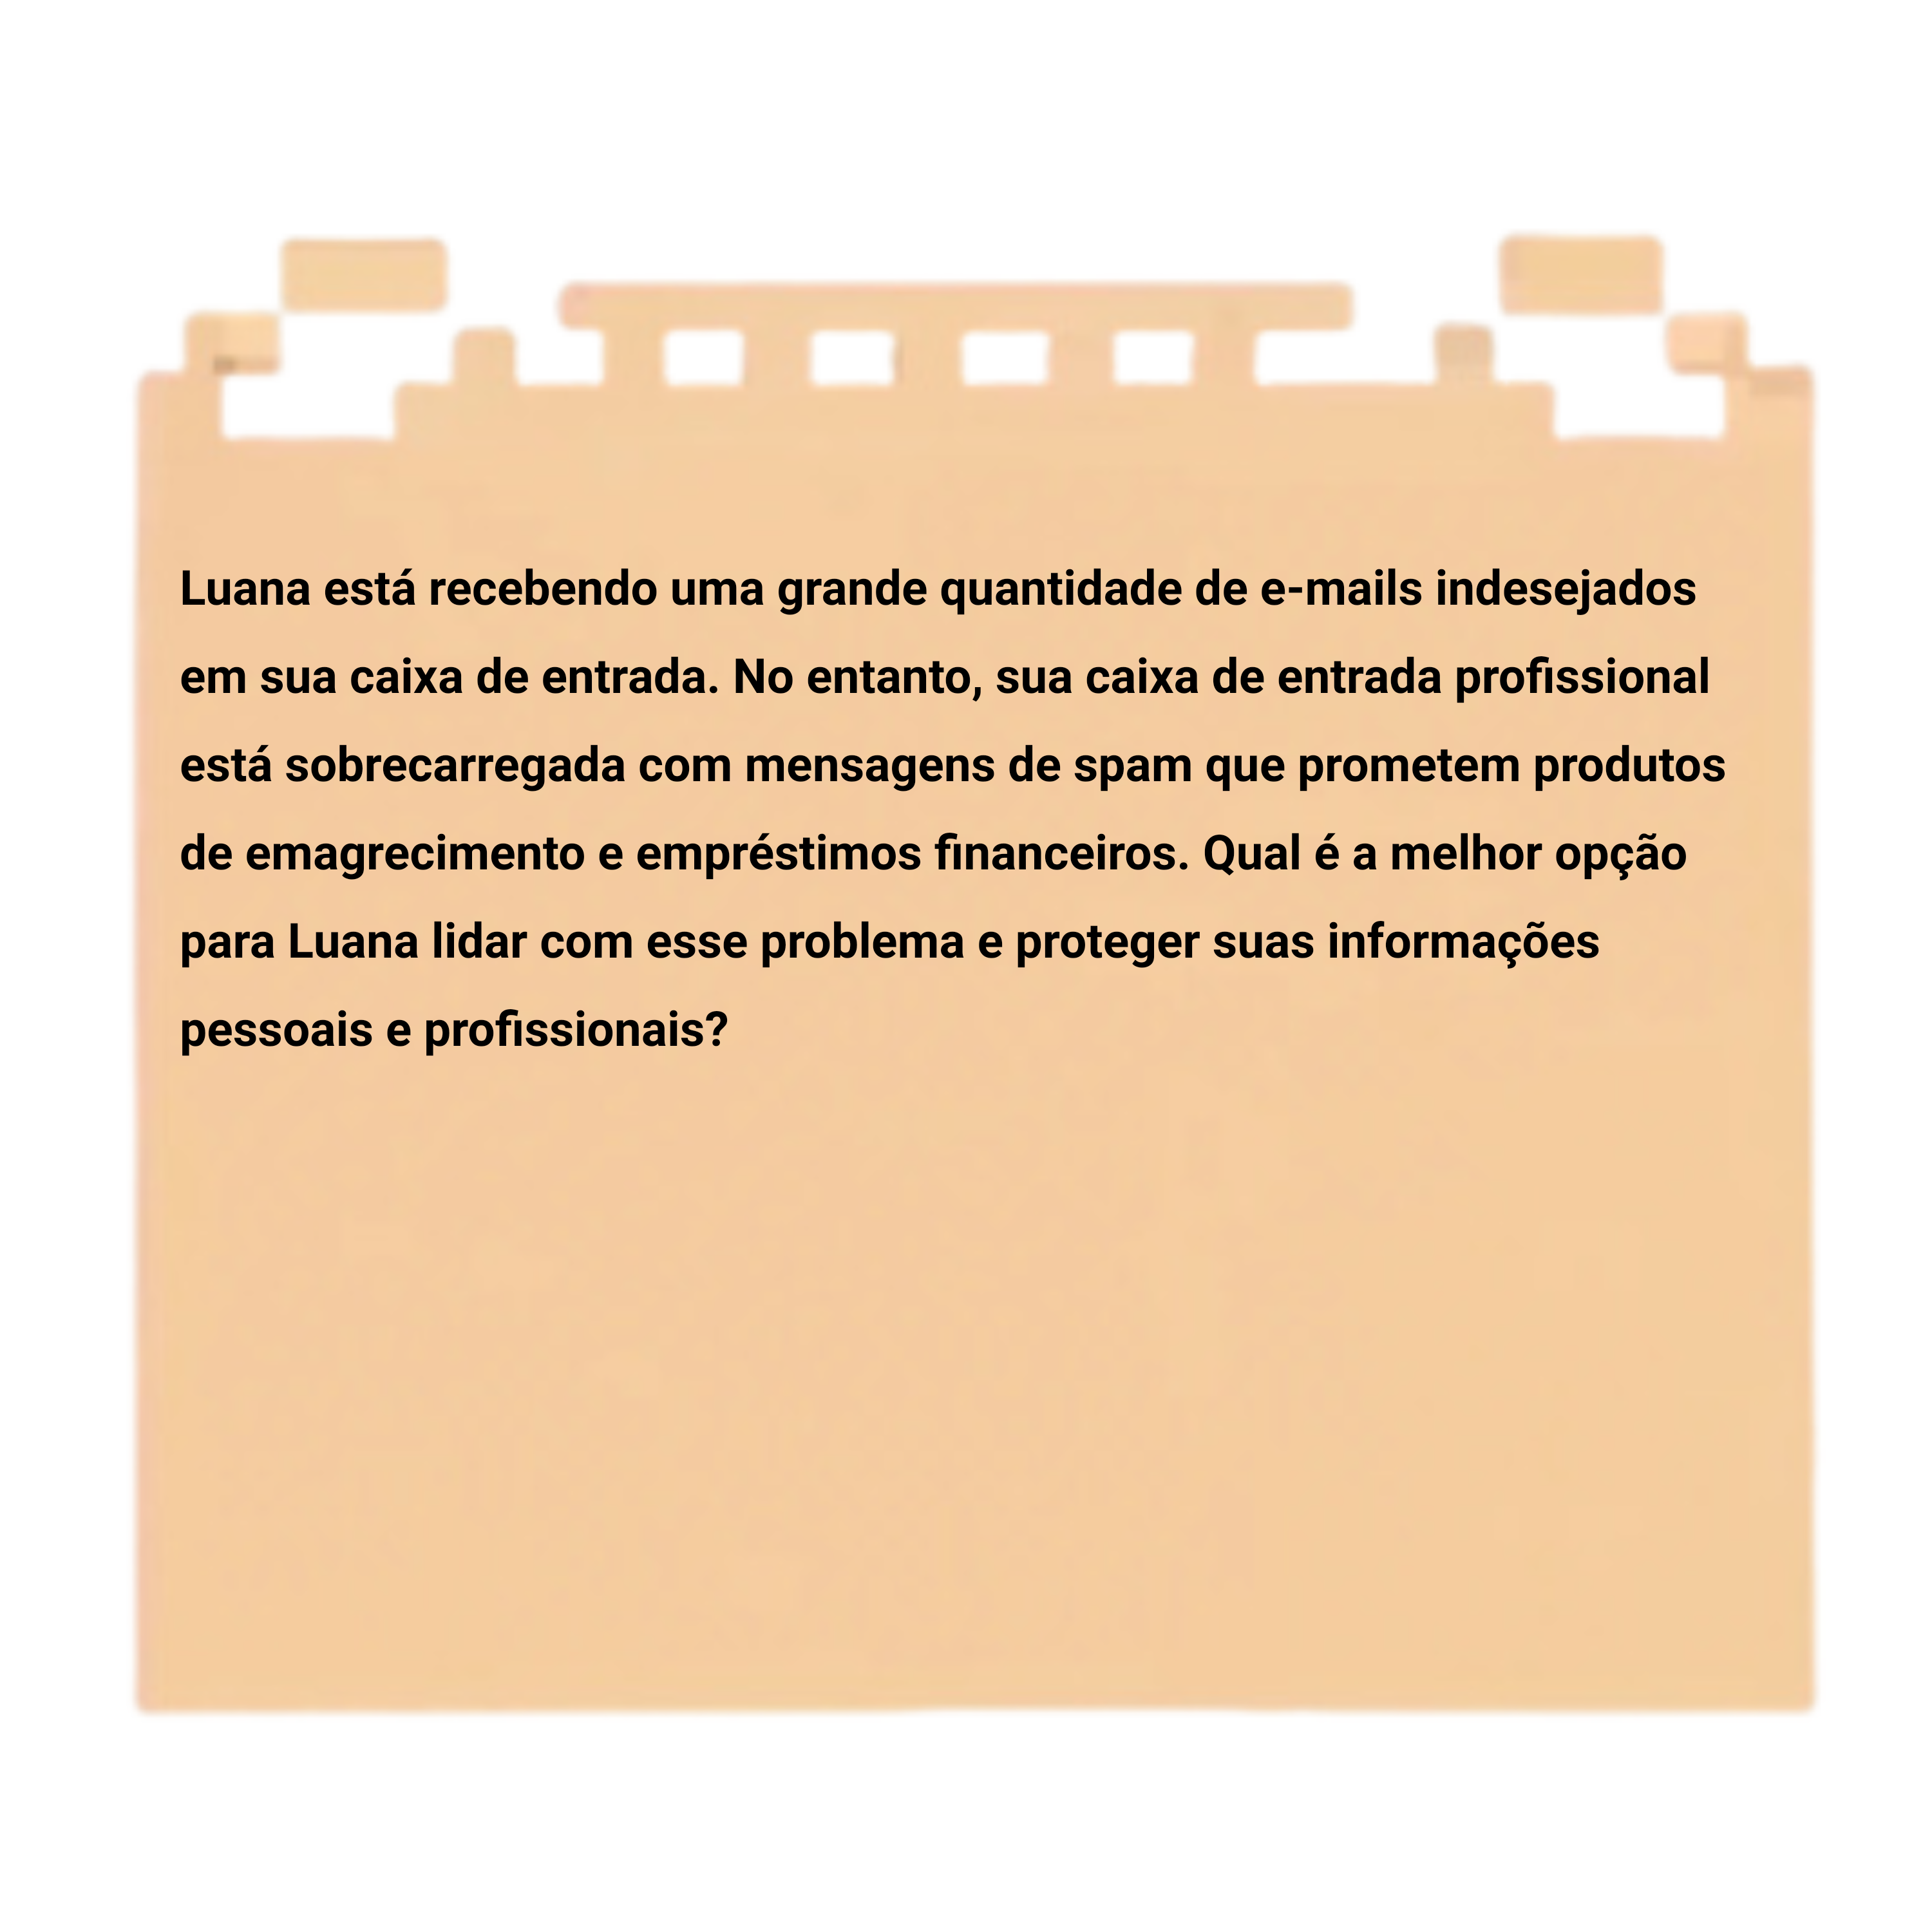 Luana está recebendo uma grande quantidade de e-mails indesejados
em sua caixa de entrada. No entanto, sua caixa de entrada profissional
está sobrecarregada com mensagens de spam que prometem produtos
de emagrecimento e empréstimos financeiros. Qual é a melhor opção
para Luana lidar com esse problema e proteger suas informações
pessoais e profissionais?